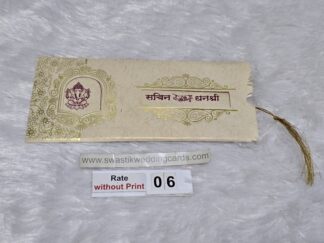 सचिन धनश्री
www.swastikweddingcards.com
Rate
without Print
06